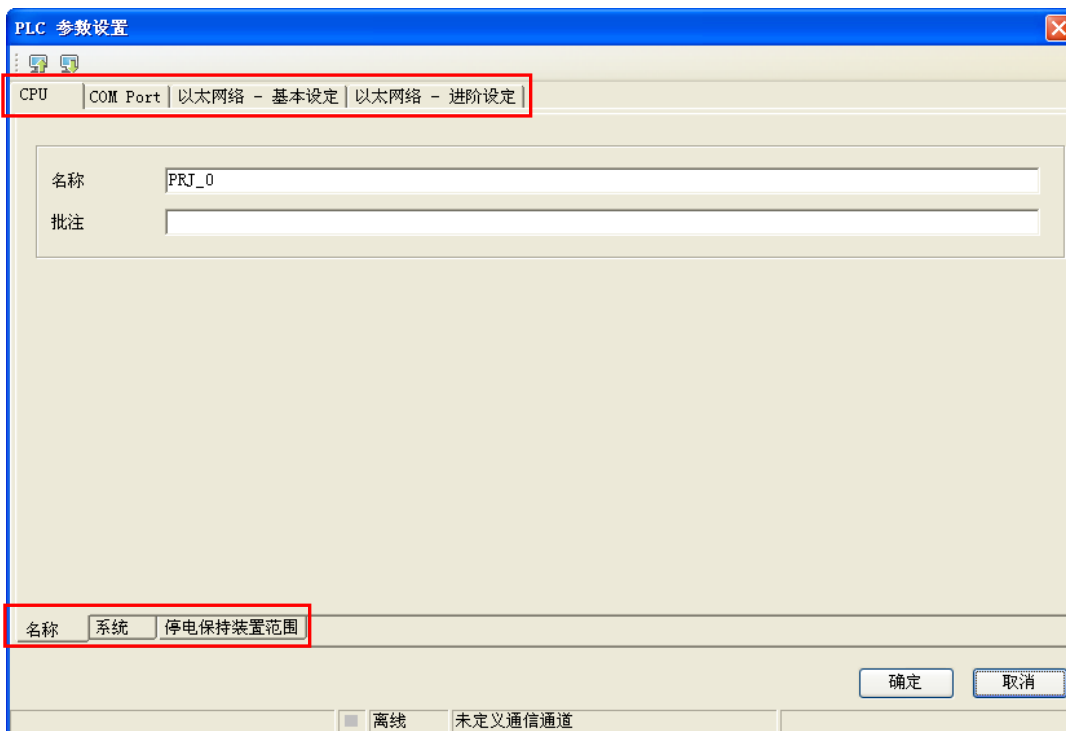 PLC 参数设置
CPU COM Port 以太网络 - 基本设定 以太网络 - 进阶设定
名称 PRJ_0
批注
名称 系统 停电保持装置范围
确定 取消
离线 未定义通信通道